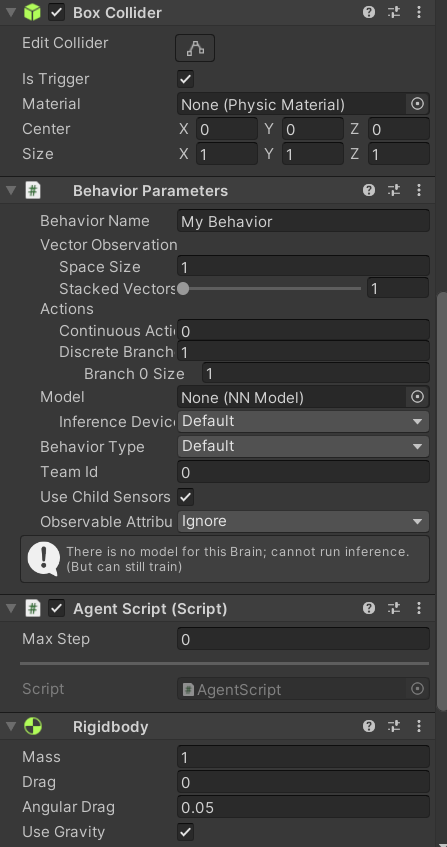 Box Collider
Edit Collider
Is Trigger
Material None (Physic Material)
Center X 0 Y 0 Z 0
Size X 1 Y 1 Z 1
# Behavior Parameters
Behavior Name My Behavior
Vector Observation
Space Size 1
Stacked Vectors 1
Actions
Continuous Acti 0
Discrete Branch 1
Branch 0 Size 1
Model None (NN Model)
Inference Devic Default
Behavior Type Default
Team Id 0
Use Child Sensors
Observable Attribu Ignore
There is no model for this Brain; cannot run inference.
(But can still train)
# Agent Script (Script)
Max Step 0
Script # AgentScript
Rigidbody
Mass 1
Drag 0
Angular Drag 0.05
Use Gravity